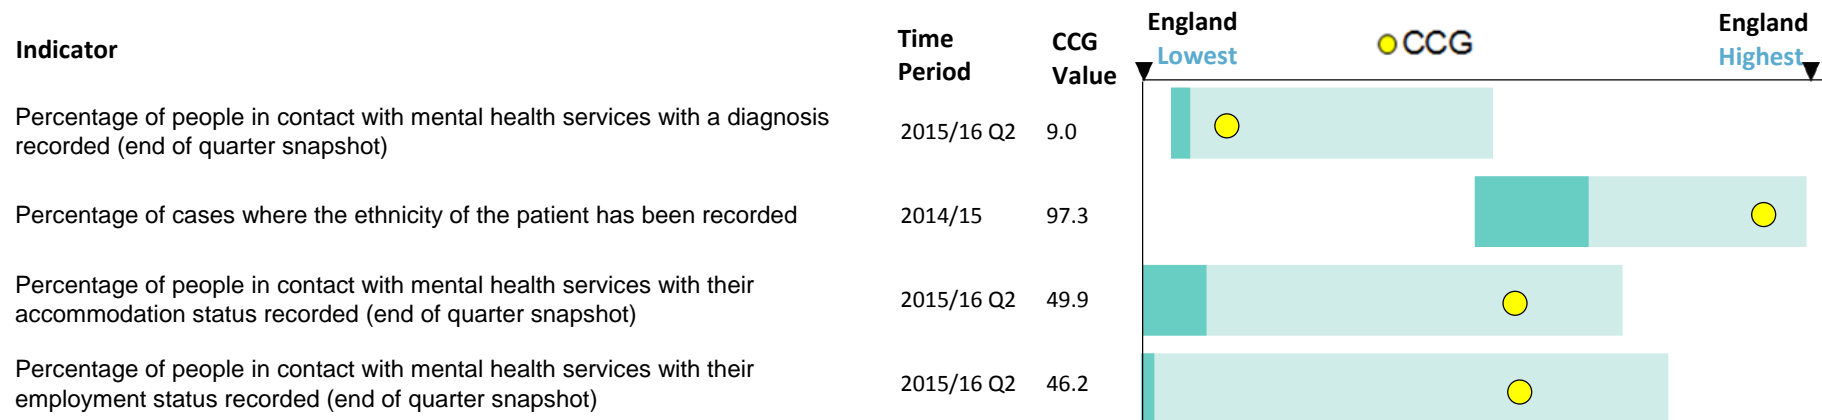 Indicator
Time
Period
CCG
Value
England
Lowest
CCG
England
Highest
Percentage of people in contact with mental health services with a diagnosis
recorded (end of quarter snapshot)
2015/16 Q2
9.0
Percentage of cases where the ethnicity of the patient has been recorded
2014/15
97.3
Percentage of people in contact with mental health services with their
accommodation status recorded (end of quarter snapshot)
2015/16 Q2
49.9
Percentage of people in contact with mental health services with their
employment status recorded (end of quarter snapshot)
2015/16 Q2
46.2